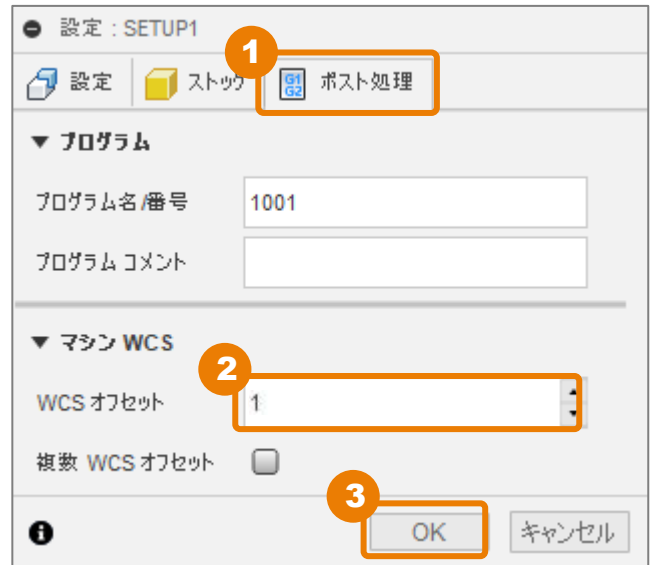 設定 : SETUP1
1
設定 ストック G1 G2 ポスト処理
▼ プログラム
プログラム名/番号 1001
プログラム コメント
▼ マシン WCS
2
WCS オフセット 1
複数 WCS オフセット
3
OK キャンセル